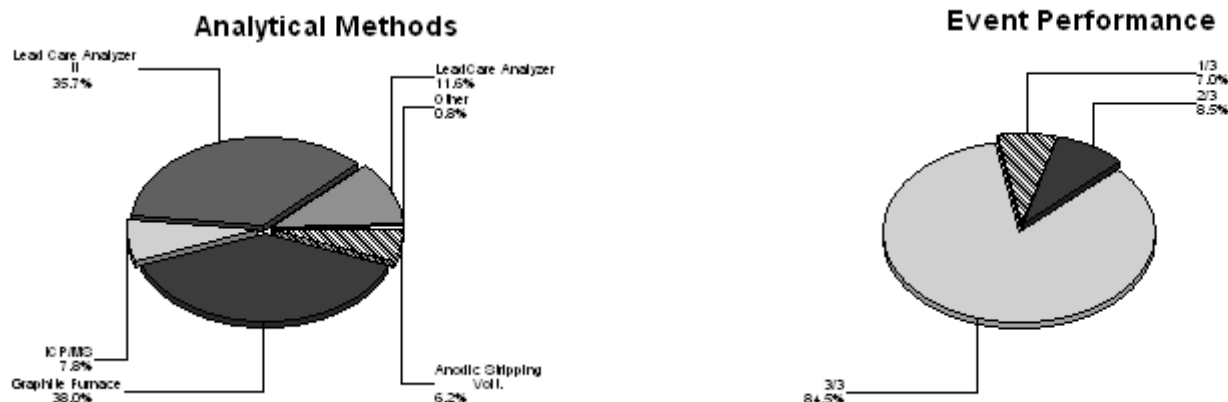 Analytical Methods
Lead Care Analyzer
II
35.7%
LeadCare Analyzer
11.6%
Other
0.8%
ICP/MS
7.8%
Graphite Furnace
38.0%
Anodic Stripping
Volt.
6.2%
Event Performance
1/3
7.0%
2/3
8.5%
3/3
84.5%